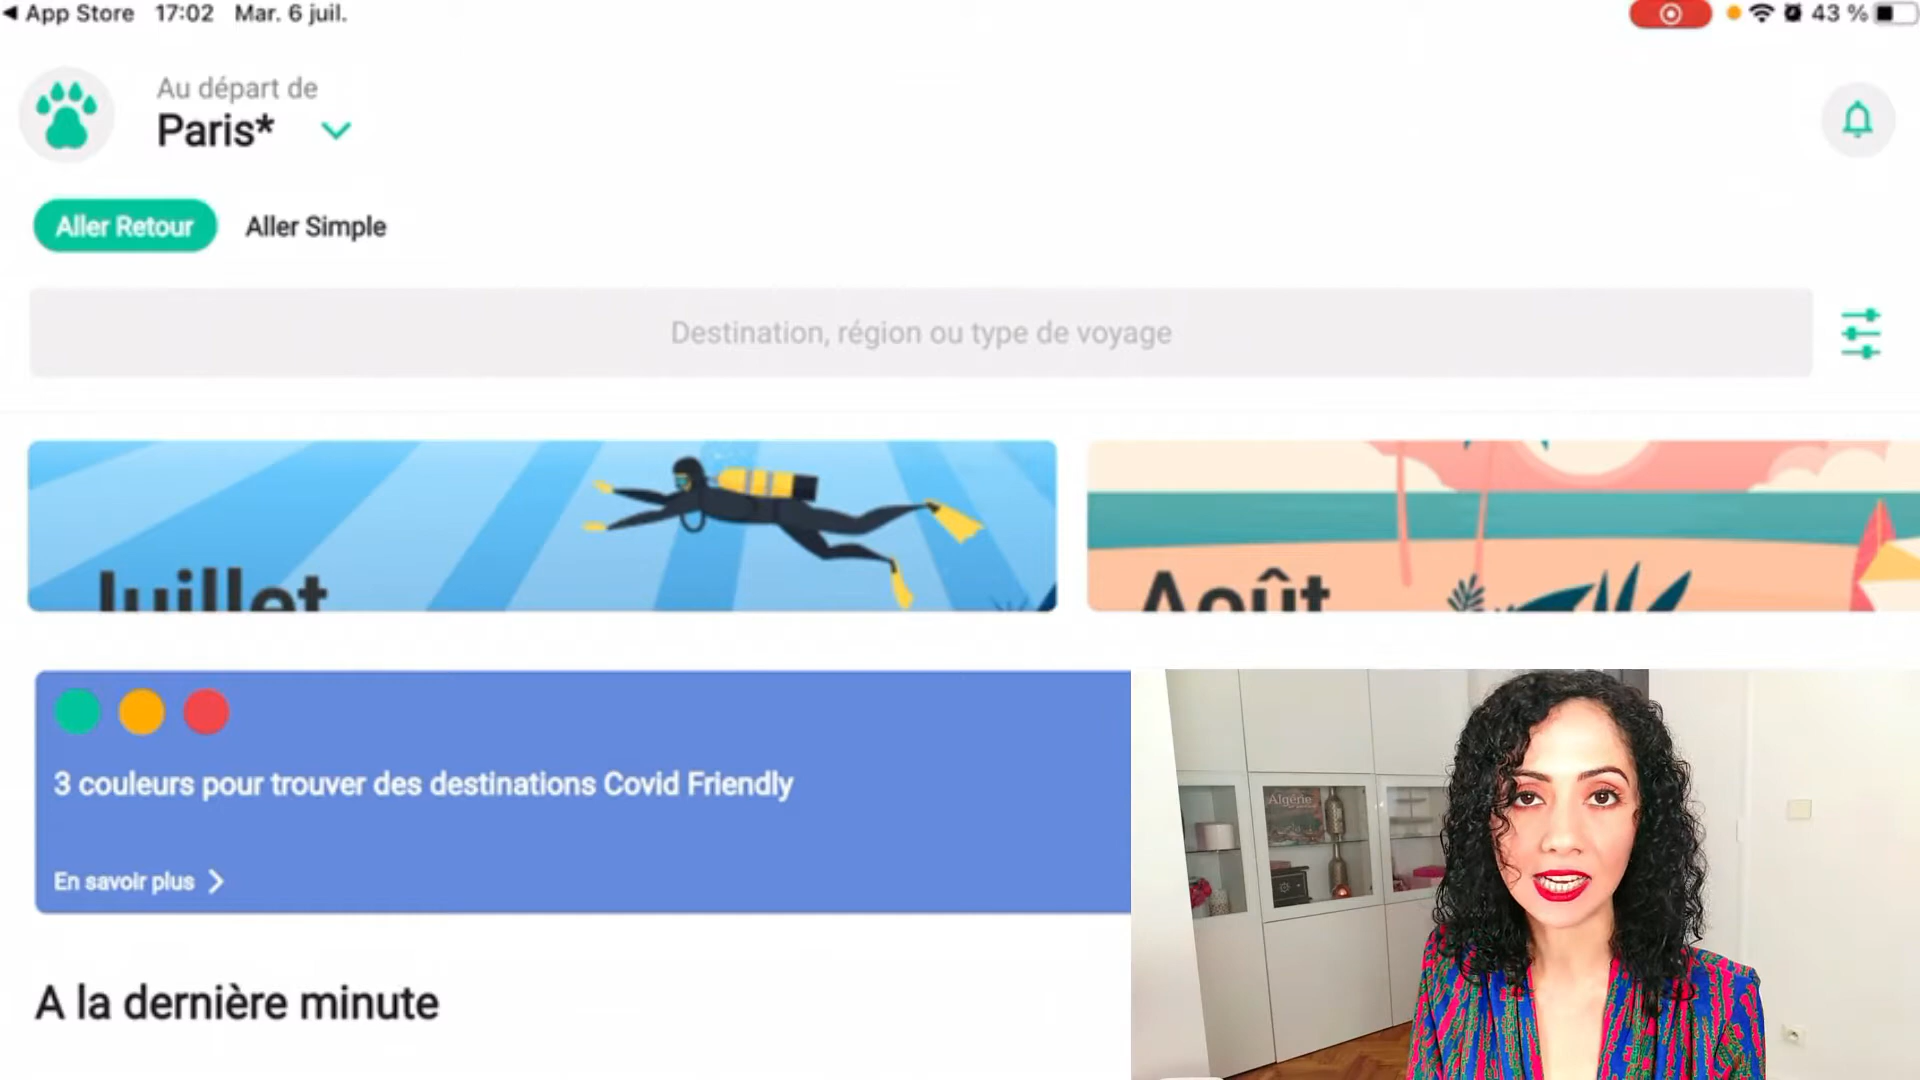 App Store 17:02 Mar. 6 juil.
43 %
Au départ de
Paris*
Aller Retour
Aller Simple
Destination, région ou type de voyage
Juillet
Août
3 couleurs pour trouver des destinations Covid Friendly
En savoir plus
A la dernière minute
Algérie